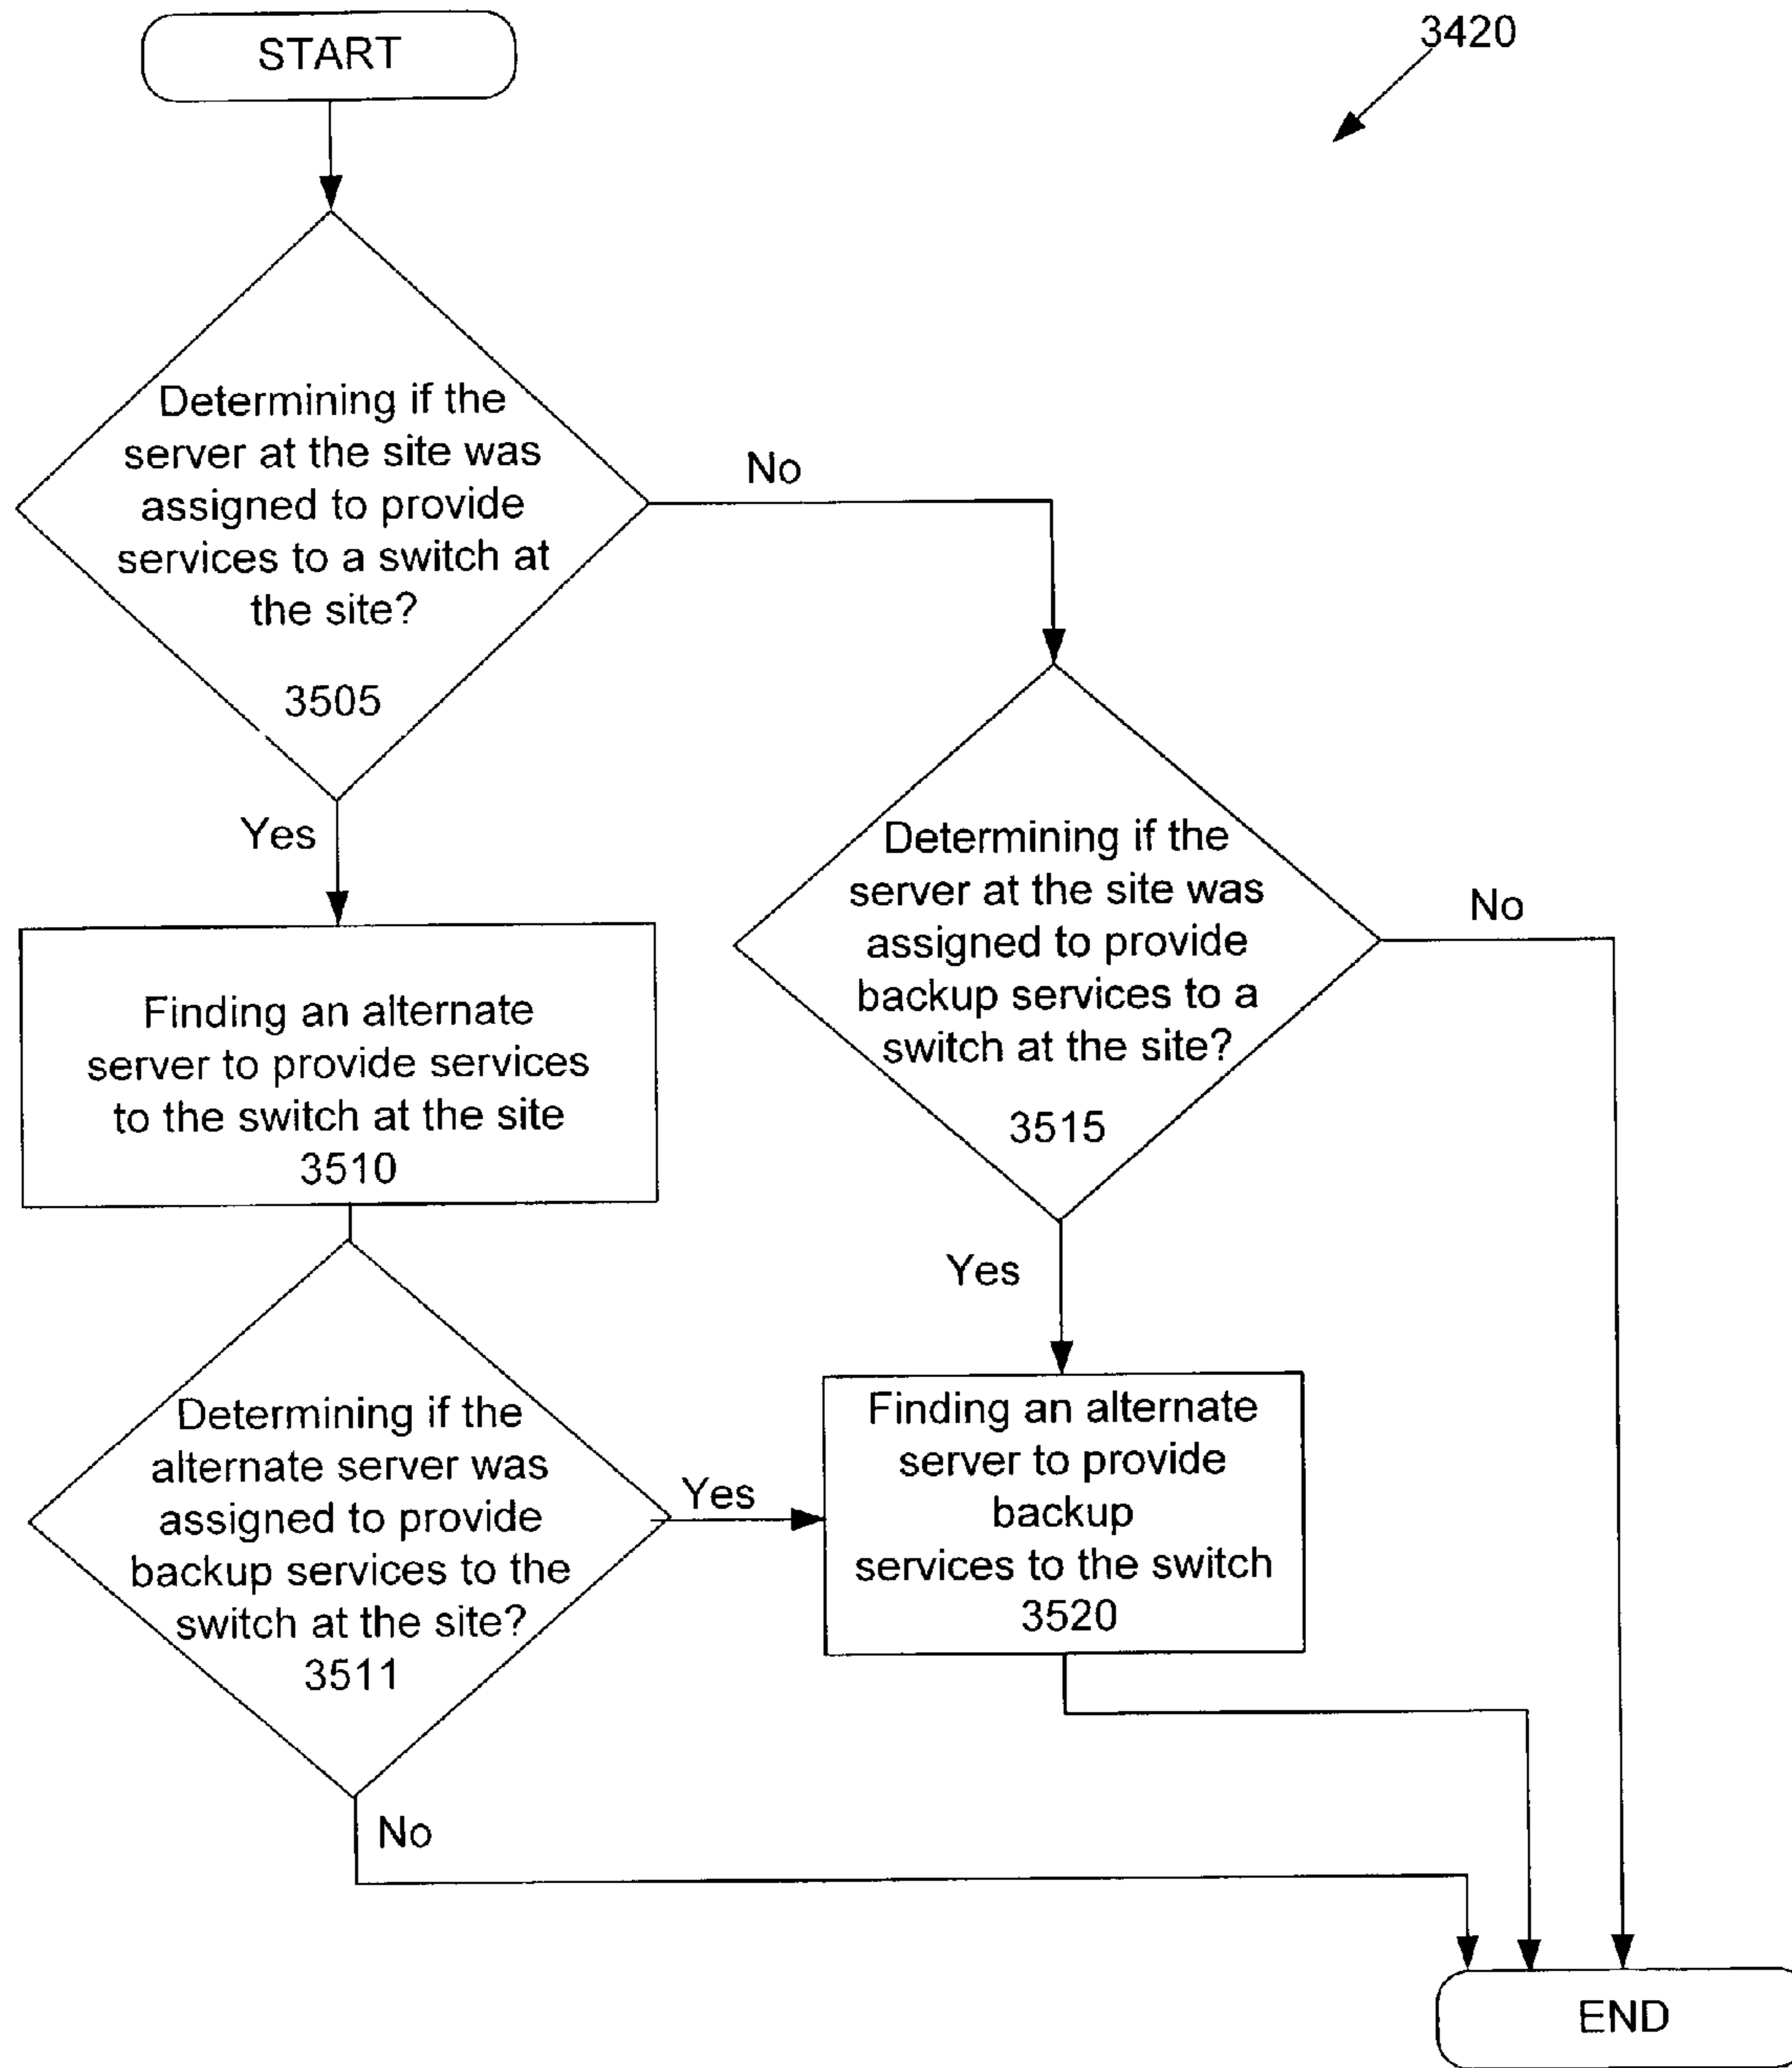 START
3420
Determining if the
server at the site was
assigned to provide
services to a switch at
the site?
3505
No
Yes
Determining if the
server at the site was
assigned to provide
backup services to a
switch at the site?
3515
No
Finding an alternate
server to provide services
to the switch at the site
3510
Yes
Determining if the
alternate server was
assigned to provide
backup services to the
switch at the site?
3511
Yes
Finding an alternate
server to provide
backup
services to the switch
3520
No
END